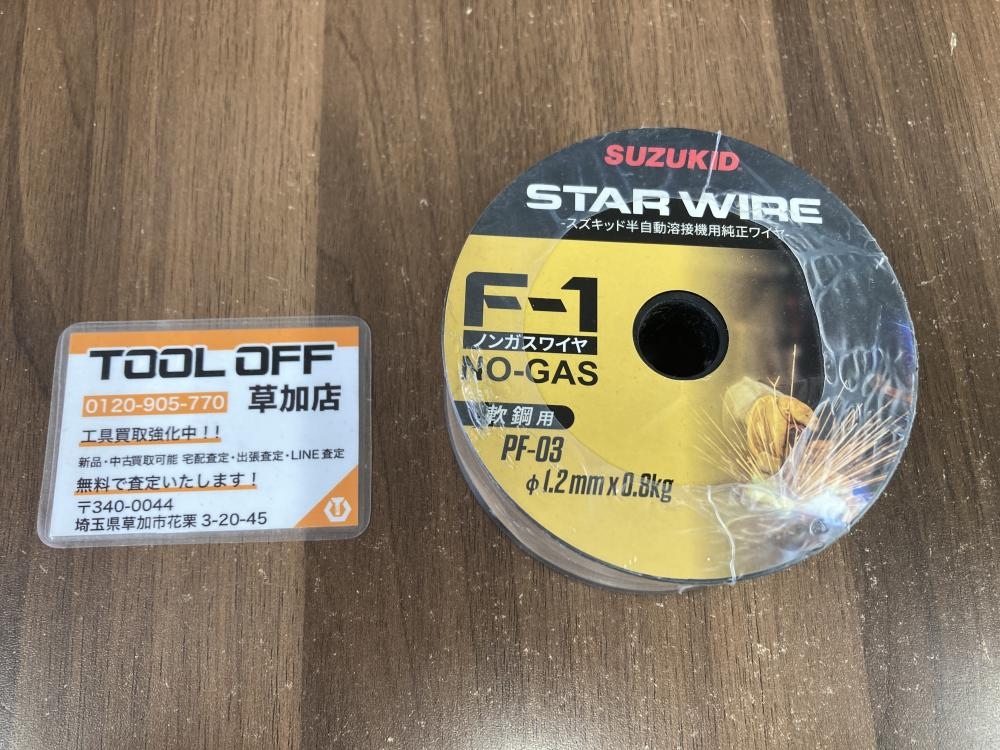 TOOL OFF
0120-905-770
草加店
工具買取強化中!!
新品・中古買取可能 宅配査定・出張査定・LINE査定
無料で査定いたします!
〒340-0044
埼玉県草加市花栗 3-20-45
SUZUKID
STAR WIRE
-スズキッド半自動溶接機用純正ワイヤ-
F-1
ノンガスワイヤ
NO-GAS
軟鋼用
PF-03
φ1.2mm x 0.8kg